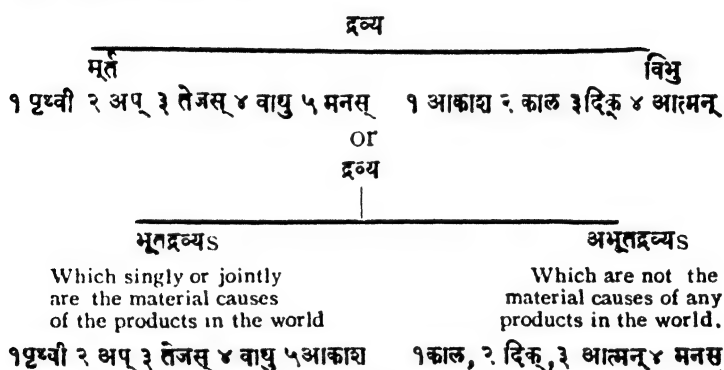 द्रव्य
मूर्त विभु
१ पृथ्वी २ अप् ३ तेजस् ४ वायु ५ मनस् १ आकाश २ काल ३ दिक् ४ आत्मन्
or
द्रव्य
भूतद्रव्यs अभूतद्रव्यs
Which singly or jointly Which are not the
are the material causes material causes of any
of the products in the world products in the world.
१ पृथ्वी २ अप् ३ तेजस् ४ वायु ५ आकाश १ काल, २ दिक्, ३ आत्मन् ४ मनस